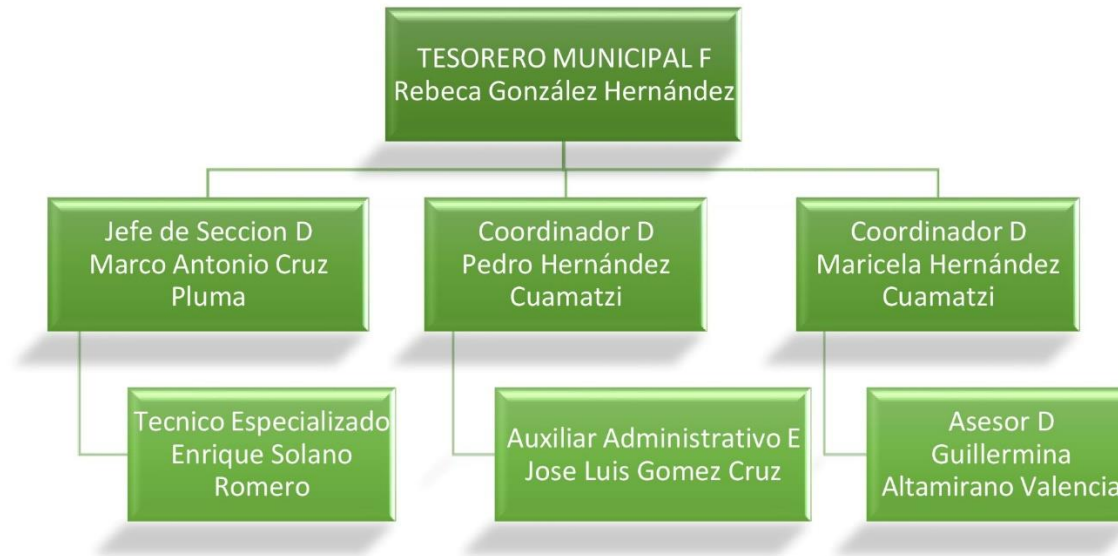 TESORERO MUNICIPAL F
Rebeca González Hernández
Jefe de Seccion D
Marco Antonio Cruz
Pluma
Coordinador D
Pedro Hernández
Cuamatzi
Coordinador D
Maricela Hernández
Cuamatzi
Tecnico Especializado
Enrique Solano
Romero
Auxiliar Administrativo E
Jose Luis Gomez Cruz
Asesor D
Guillermina
Altamirano Valencia